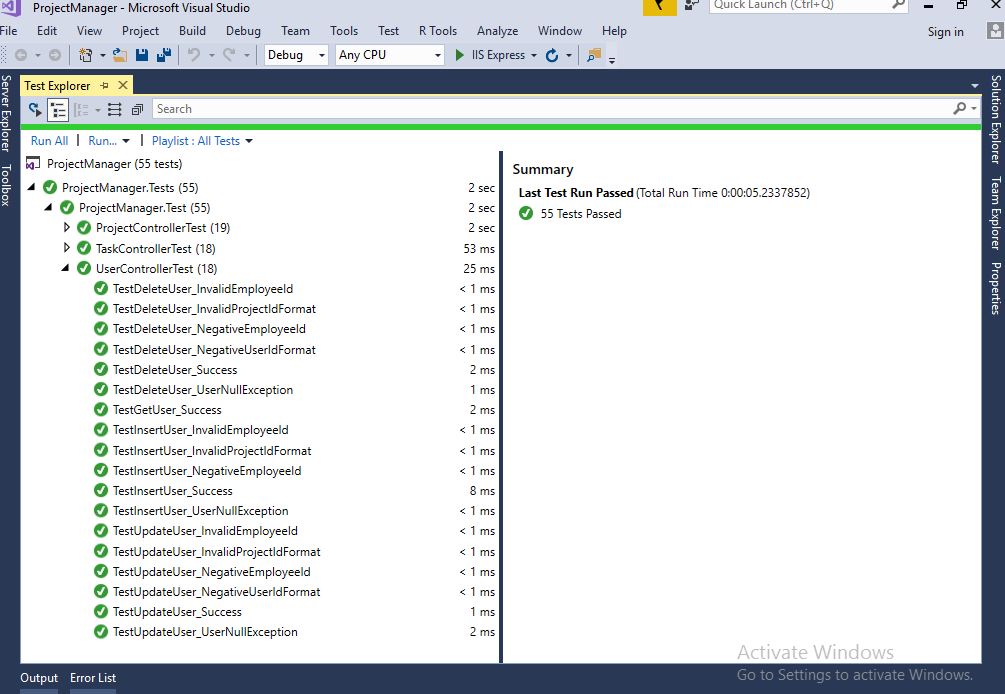 ProjectManager - Microsoft Visual Studio
Quick Launch (Ctrl+Q)
File Edit View Project Build Debug Team Tools Test R Tools Analyze Window Help
Sign in
Debug Any CPU IIS Express
Server Explorer
Toolbox
Solution Explorer
Team Explorer
Properties
Test Explorer
Search
Run All | Run... | Playlist : All Tests
ProjectManager (55 tests)
ProjectManager.Tests (55) 2 sec
ProjectManager.Test (55) 2 sec
ProjectControllerTest (19) 2 sec
TaskControllerTest (18) 53 ms
UserControllerTest (18) 25 ms
TestDeleteUser_InvalidEmployeeId < 1 ms
TestDeleteUser_InvalidProjectIdFormat < 1 ms
TestDeleteUser_NegativeEmployeeId < 1 ms
TestDeleteUser_NegativeUserIdFormat < 1 ms
TestDeleteUser_Success 2 ms
TestDeleteUser_UserNullException 1 ms
TestGetUser_Success 2 ms
TestInsertUser_InvalidEmployeeId < 1 ms
TestInsertUser_InvalidProjectIdFormat < 1 ms
TestInsertUser_NegativeEmployeeId < 1 ms
TestInsertUser_Success 8 ms
TestInsertUser_UserNullException < 1 ms
TestUpdateUser_InvalidEmployeeId < 1 ms
TestUpdateUser_InvalidProjectIdFormat < 1 ms
TestUpdateUser_NegativeEmployeeId < 1 ms
TestUpdateUser_NegativeUserIdFormat < 1 ms
TestUpdateUser_Success 1 ms
TestUpdateUser_UserNullException 2 ms
Summary
Last Test Run Passed (Total Run Time 0:00:05.2337852)
55 Tests Passed
Activate Windows
Go to Settings to activate Windows.
Output Error List